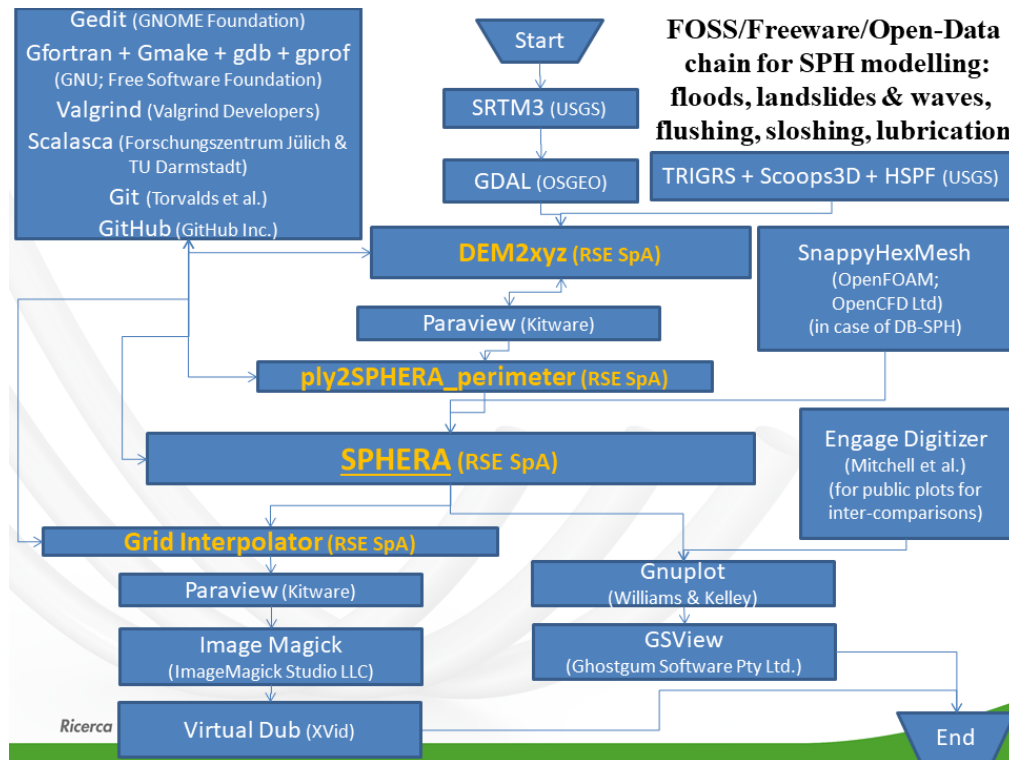 Gedit (GNOME Foundation)
Gfortran + Gmake + gdb + gprof
(GNU; Free Software Foundation)
Valgrind (Valgrind Developers)
Scalasca (Forschungszentrum Jülich &
TU Darmstadt)
Git (Torvalds et al.)
GitHub (GitHub Inc.)
Start
FOSS/Freeware/Open-Data
chain for SPH modelling:
floods, landslides & waves,
flushing, sloshing, lubrication
SRTM3 (USGS)
GDAL (OSGEO)
TRIGRS + Scoops3D + HSPF (USGS)
DEM2xyz (RSE SpA)
SnappyHexMesh
(OpenFOAM;
OpenCFD Ltd)
(in case of DB-SPH)
Paraview (Kitware)
ply2SPHERA_perimeter (RSE SpA)
SPHERA (RSE SpA)
Engage Digitizer
(Mitchell et al.)
(for public plots for
inter-comparisons)
Grid Interpolator (RSE SpA)
Paraview (Kitware)
Gnuplot
(Williams & Kelley)
Image Magick
(ImageMagick Studio LLC)
GSView
(Ghostgum Software Pty Ltd.)
Virtual Dub (XVid)
Ricerca
End